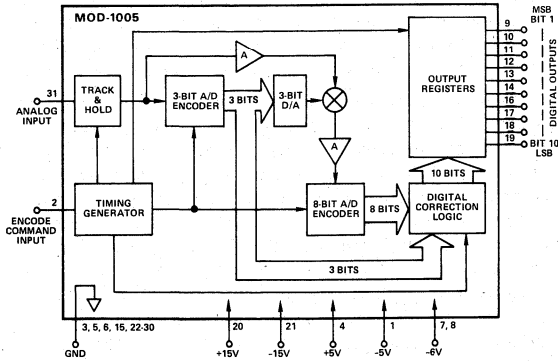 MOD-1005
31
ANALOG
INPUT
TRACK
&
HOLD
3-BIT A/D
ENCODER
3 BITS
3-BIT
D/A
A
A
OUTPUT
REGISTERS
MSB
BIT 1
9
10
11
12
13
14
16
17
18
19
BIT 10
LSB
DIGITAL OUTPUTS
10 BITS
2
ENCODE
COMMAND
INPUT
TIMING
GENERATOR
8-BIT A/D
ENCODER
8 BITS
DIGITAL
CORRECTION
LOGIC
3 BITS
3, 5, 6, 15, 22-30
20
21
4
1
7, 8
GND
+15V
-15V
+5V
-5V
-6V